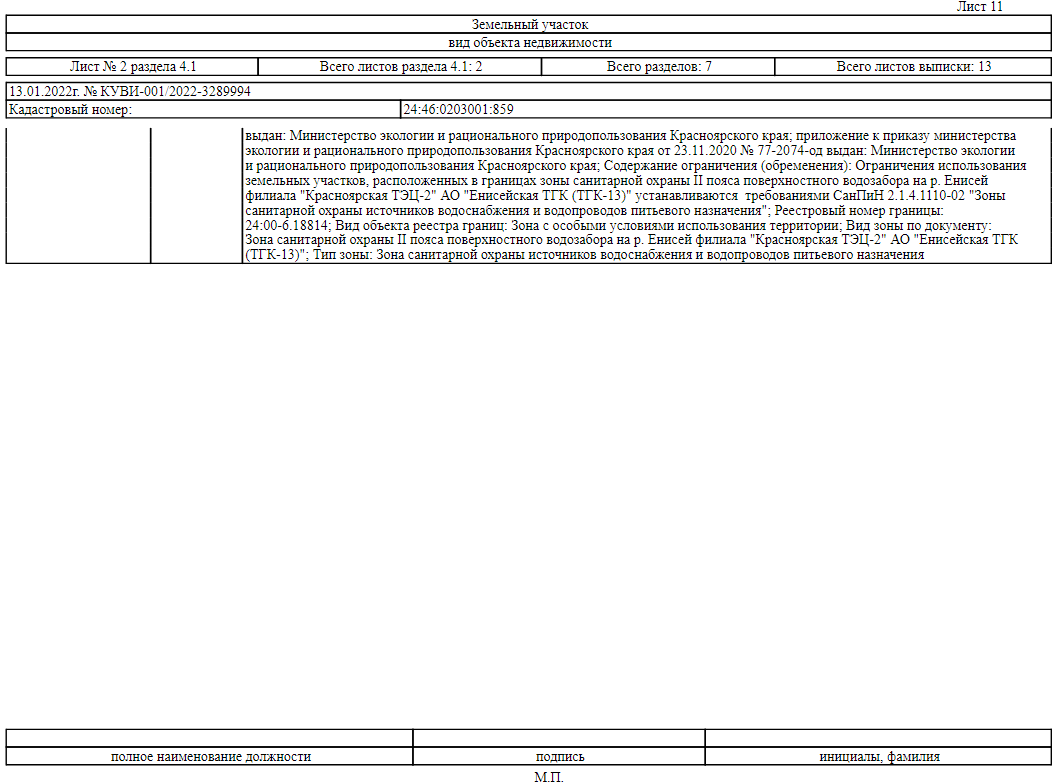 Лист 11
Земельный участок
вид объекта недвижимости
Лист № 2 раздела 4.1 Всего листов раздела 4.1: 2 Всего разделов: 7 Всего листов выписки: 13
13.01.2022г. № КУВИ-001/2022-3289994
Кадастровый номер: 24:46:0203001:859
выдан: Министерство экологии и рационального природопользования Красноярского края; приложение к приказу министерства
экологии и рационального природопользования Красноярского края от 23.11.2020 № 77-2074-од выдан: Министерство экологии
и рационального природопользования Красноярского края; Содержание ограничения (обременения): Ограничения использования
земельных участков, расположенных в границах зоны санитарной охраны II пояса поверхностного водозабора на р. Енисей
филиала "Красноярская ТЭЦ-2" АО "Енисейская ТГК (ТГК-13)" устанавливаются  требованиями СанПиН 2.1.4.1110-02 "Зоны
санитарной охраны источников водоснабжения и водопроводов питьевого назначения"; Реестровый номер границы:
24:00-6.18814; Вид объекта реестра границ: Зона с особыми условиями использования территории; Вид зоны по документу:
Зона санитарной охраны II пояса поверхностного водозабора на р. Енисей филиала "Красноярская ТЭЦ-2" АО "Енисейская ТГК
(ТГК-13)"; Тип зоны: Зона санитарной охраны источников водоснабжения и водопроводов питьевого назначения
полное наименование должности подпись инициалы, фамилия
М.П.